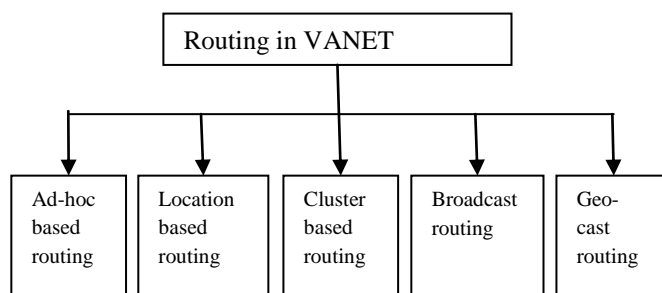 Routing in VANET
Ad-hoc
based
routing
Location
based
routing
Cluster
based
routing
Broadcast
routing
Geo-
cast
routing